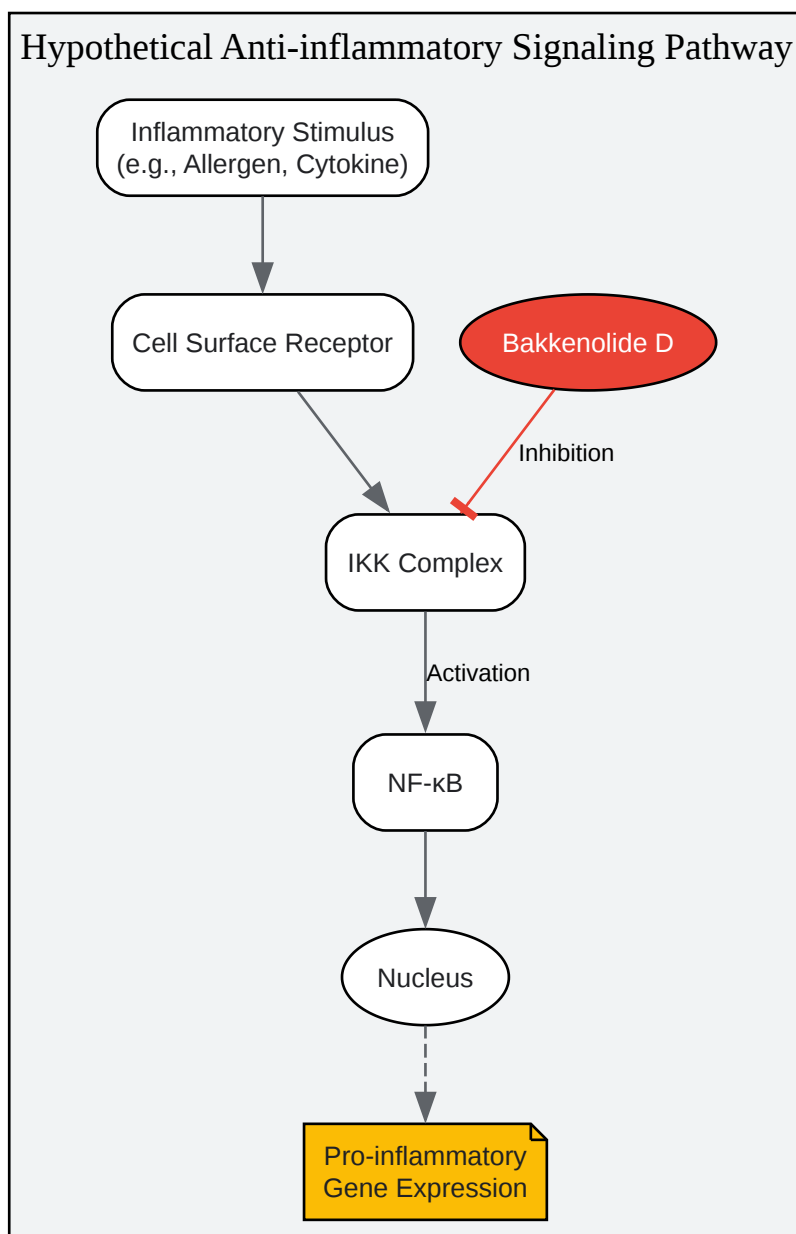 Hypothetical Anti-inflammatory Signaling Pathway
Inflammatory Stimulus
(e.g., Allergen, Cytokine)
Cell Surface Receptor
Bakkenolide D
Inhibition
IKK Complex
Activation
NF-κB
Nucleus
Pro-inflammatory
Gene Expression